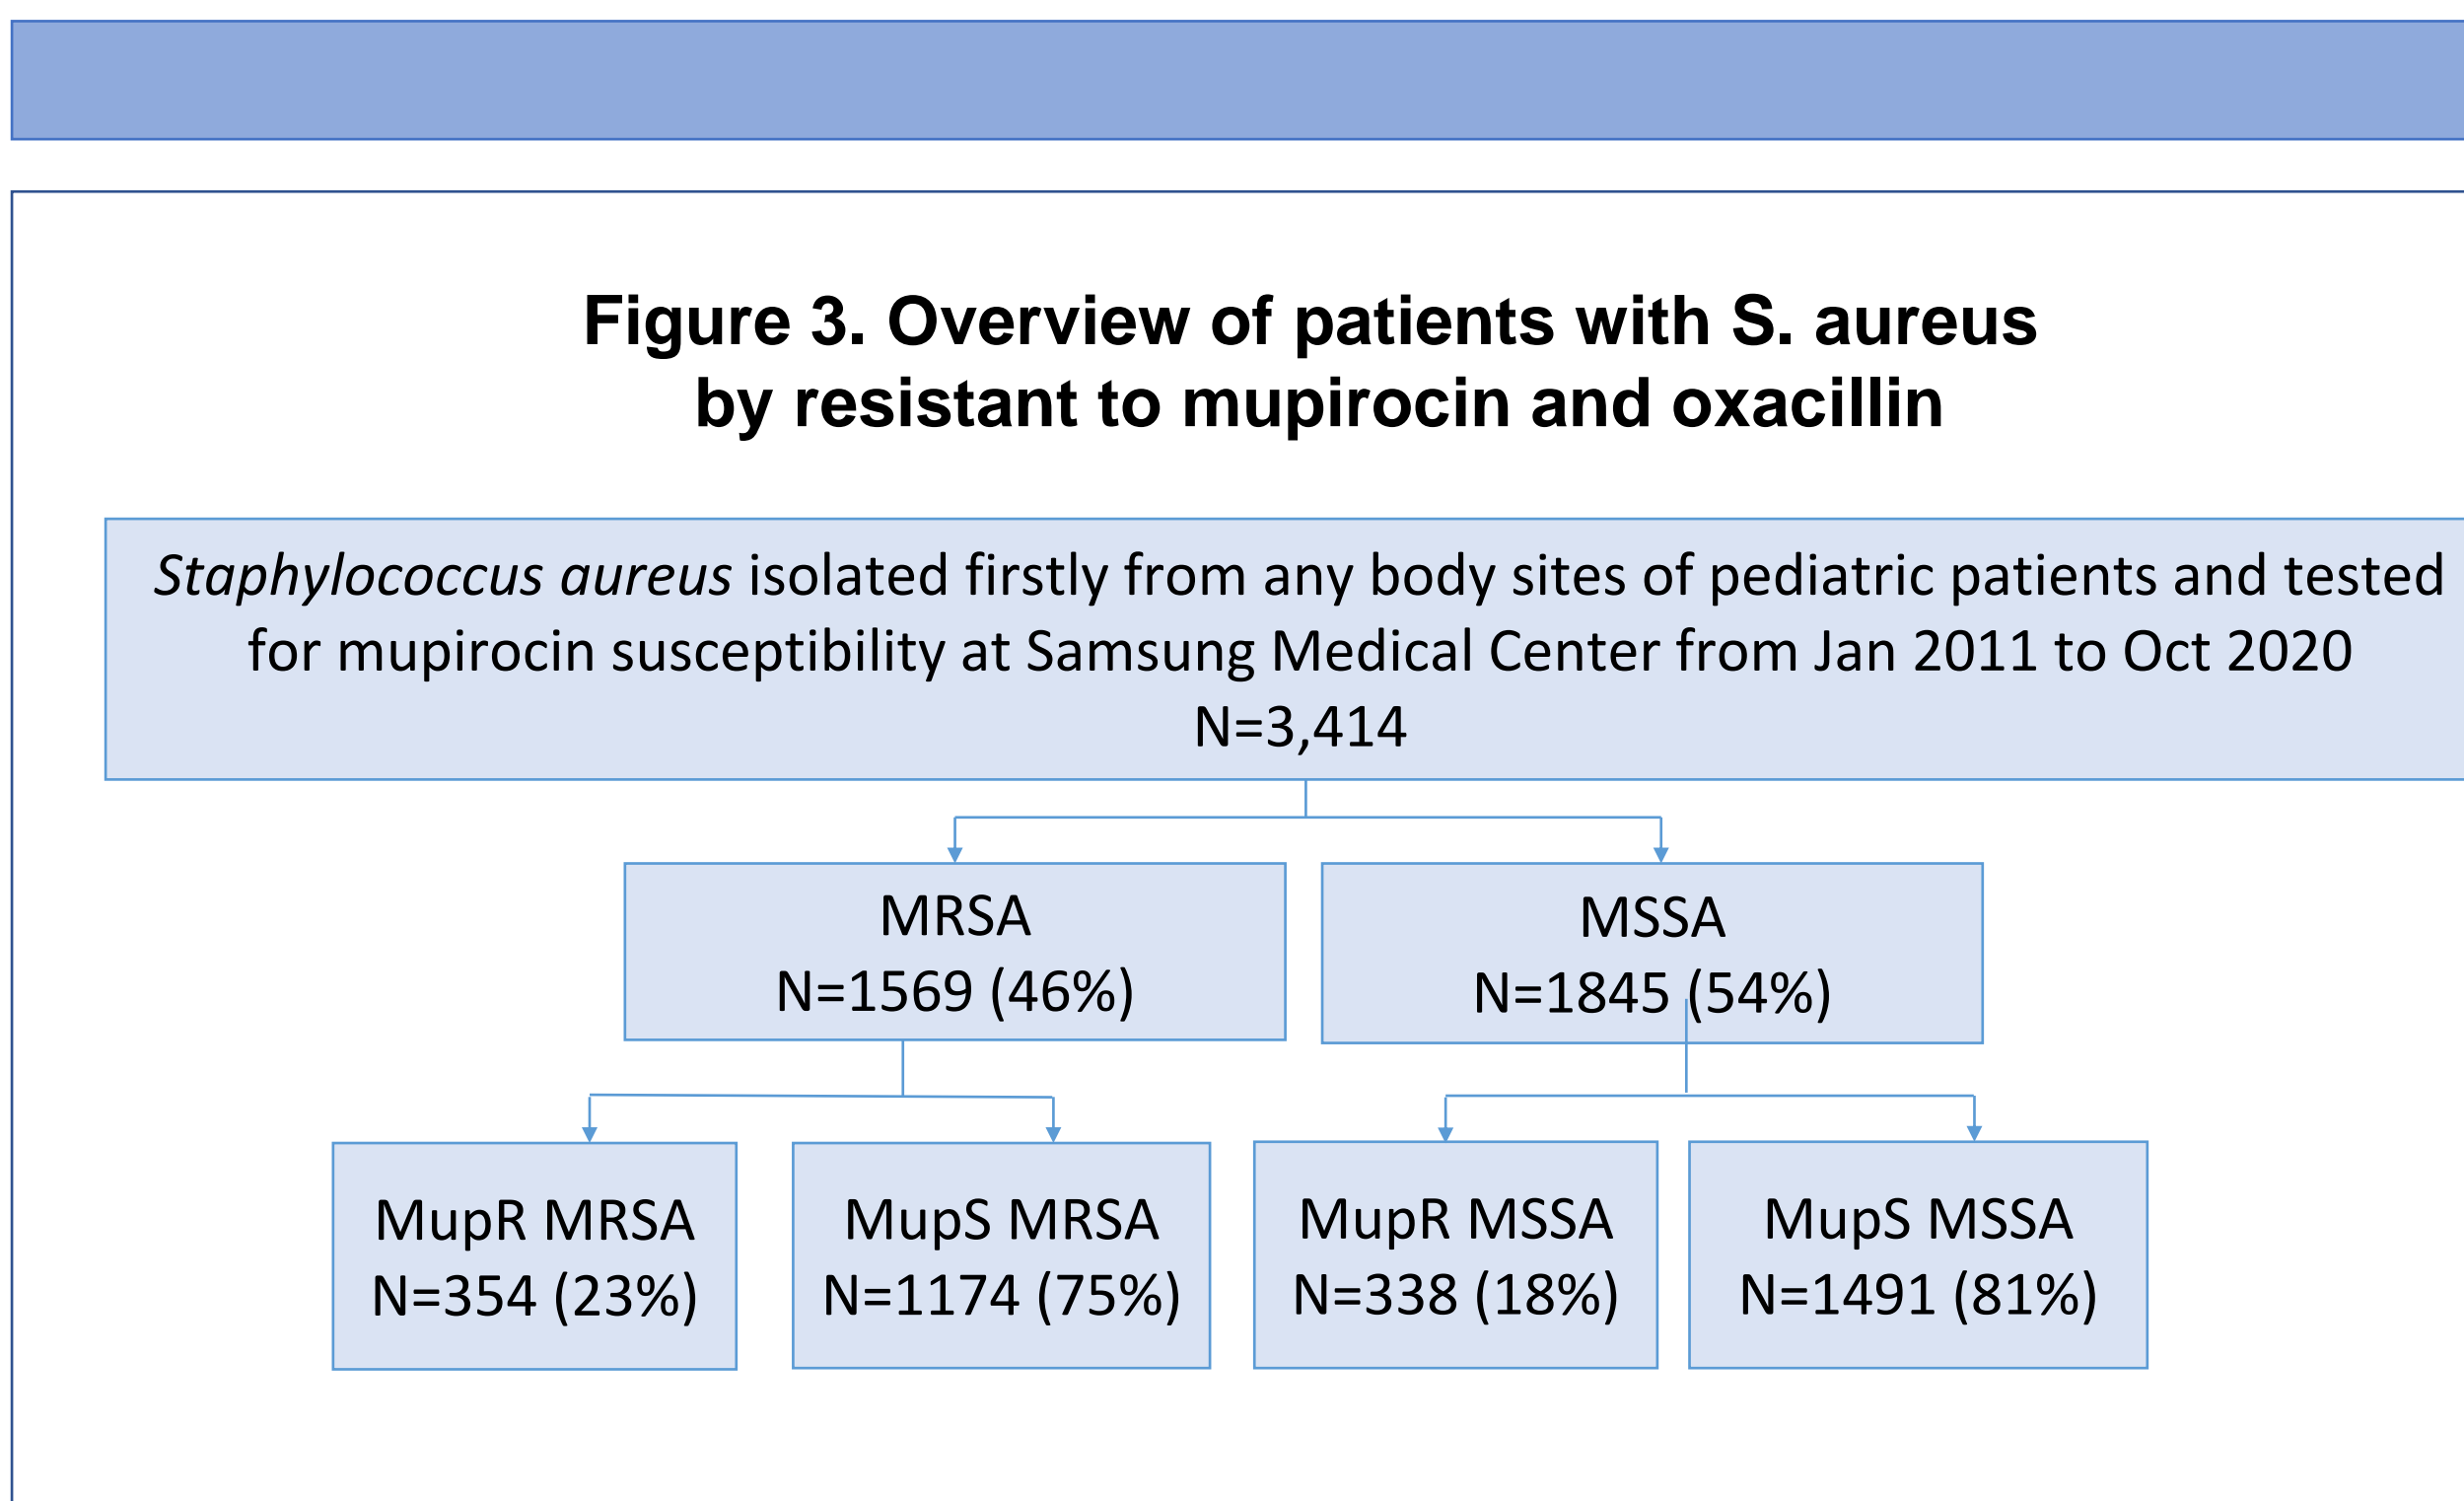 Figure 3. Overview of patients with S. aureus
by resistant to mupirocin and oxacillin
Staphylococcus aureus isolated firstly from any body sites of pediatric patients and tested
for mupirocin susceptibility at Samsung Medical Center from Jan 2011 to Oct 2020
N=3,414
MRSA
N=1569 (46%)
MSSA
N=1845 (54%)
MupR MRSA
N=354 (23%)
MupS MRSA
N=1174 (75%)
MupR MSSA
N=338 (18%)
MupS MSSA
N=1491 (81%)